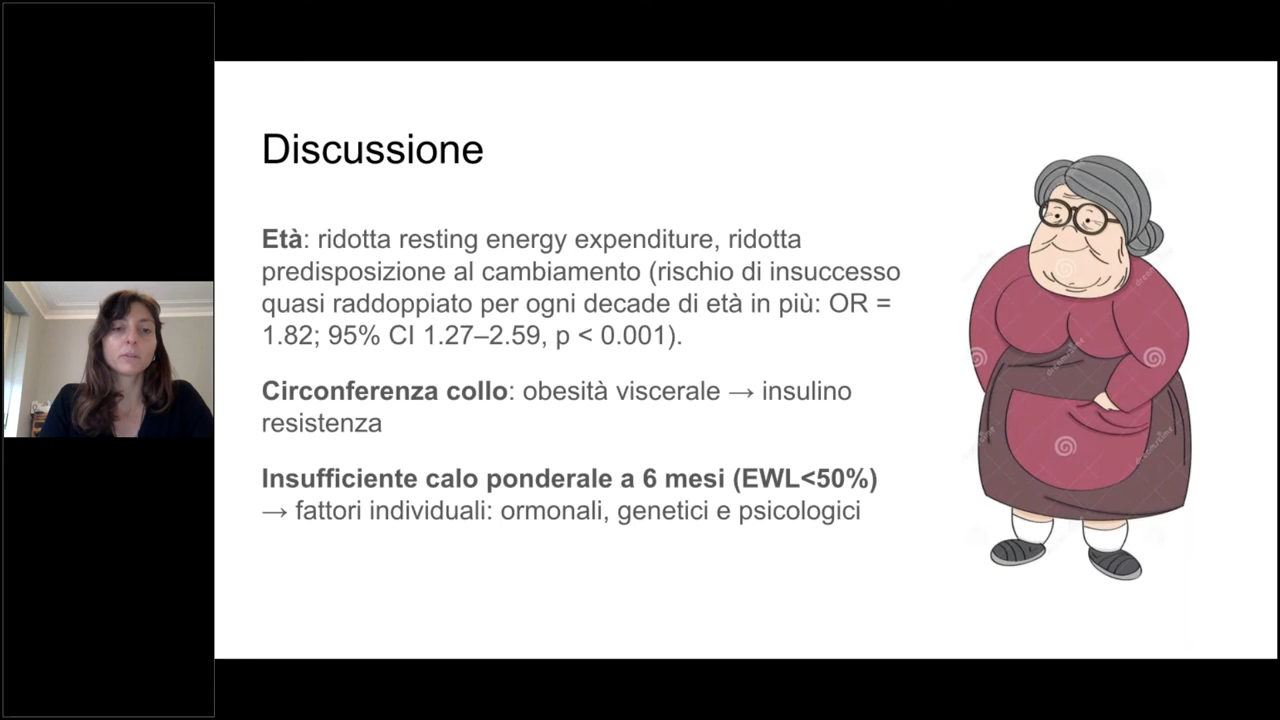 Discussione
Età: ridotta resting energy expenditure, ridotta
predisposizione al cambiamento (rischio di insuccesso
quasi raddoppiato per ogni decade di età in più: OR =
1.82; 95% CI 1.27–2.59, p < 0.001).
Circonferenza collo: obesità viscerale → insulino
resistenza
Insufficiente calo ponderale a 6 mesi (EWL<50%)
→ fattori individuali: ormonali, genetici e psicologici